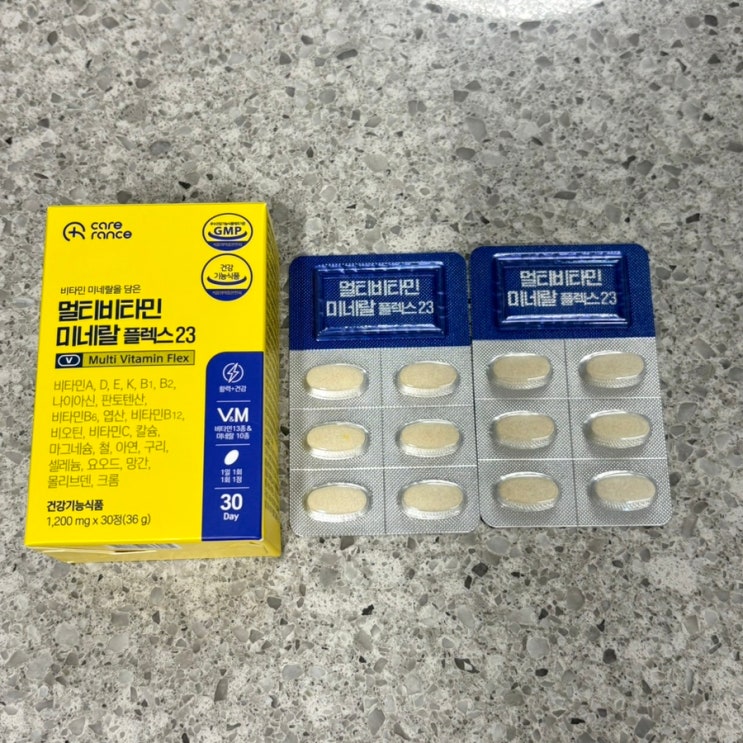 care
rance
GMP
건강
기능식품
비타민 미네랄을 담은
멀티비타민
미네랄 플렉스 23
V Multi Vitamin Flex
비타민A, D, E, K, B1, B2,
나이아신, 판토텐산,
비타민B6, 엽산, 비타민B12,
비오틴, 비타민C, 칼슘,
마그네슘, 철, 아연, 구리,
셀레늄, 요오드, 망간,
몰리브덴, 크롬
건강기능식품
1,200 mg x 30정(36 g)
활력+건강
V&M
비타민 13종 &
미네랄 10종
1일 1회
1회 1정
30
Day
멀티비타민
미네랄 플렉스 23
멀티비타민
미네랄 플렉스 23